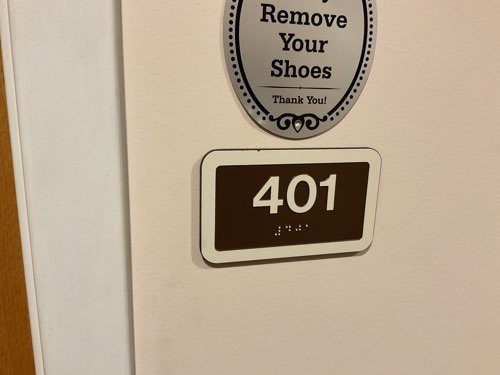 Remove
Your
Shoes
Thank You!
401
⠼⠙⠚⠁